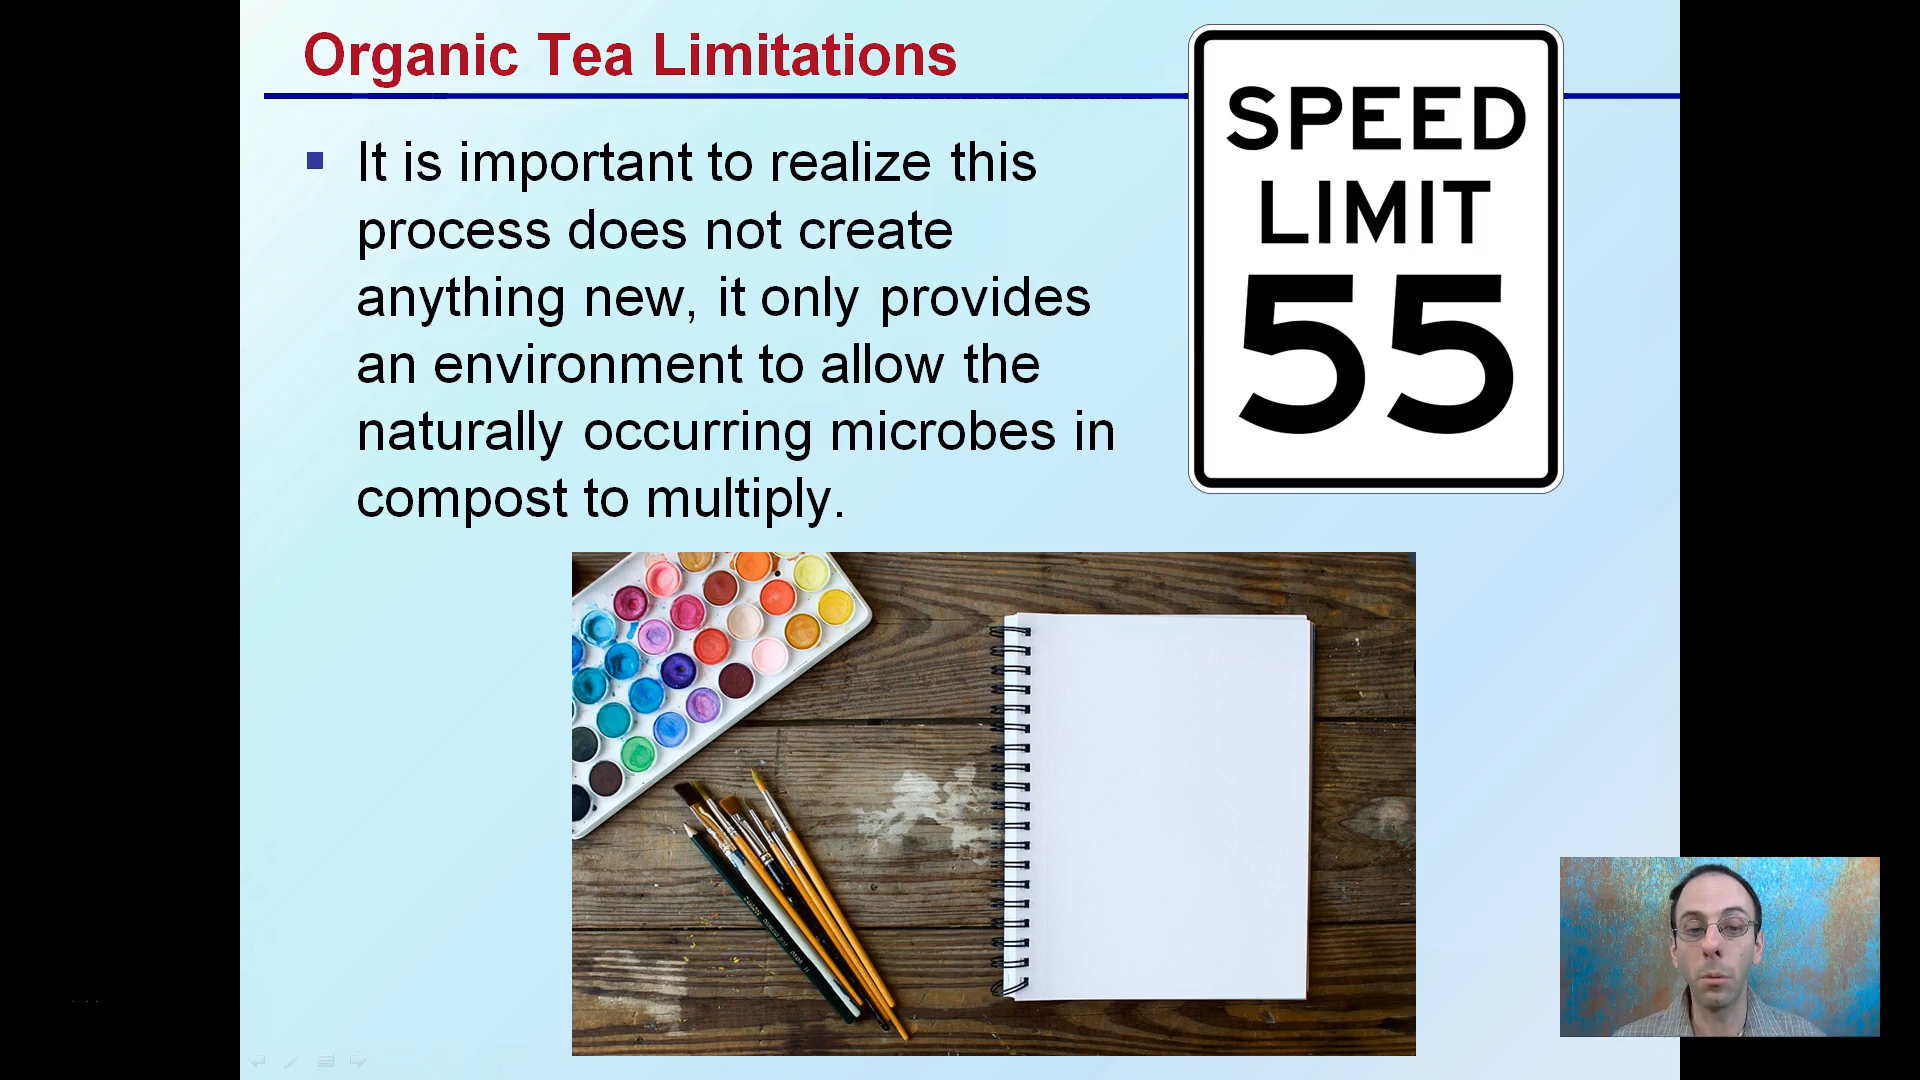 Organic Tea Limitations
It is important to realize this
process does not create
anything new, it only provides
an environment to allow the
naturally occurring microbes in
compost to multiply.
SPEED
LIMIT
55